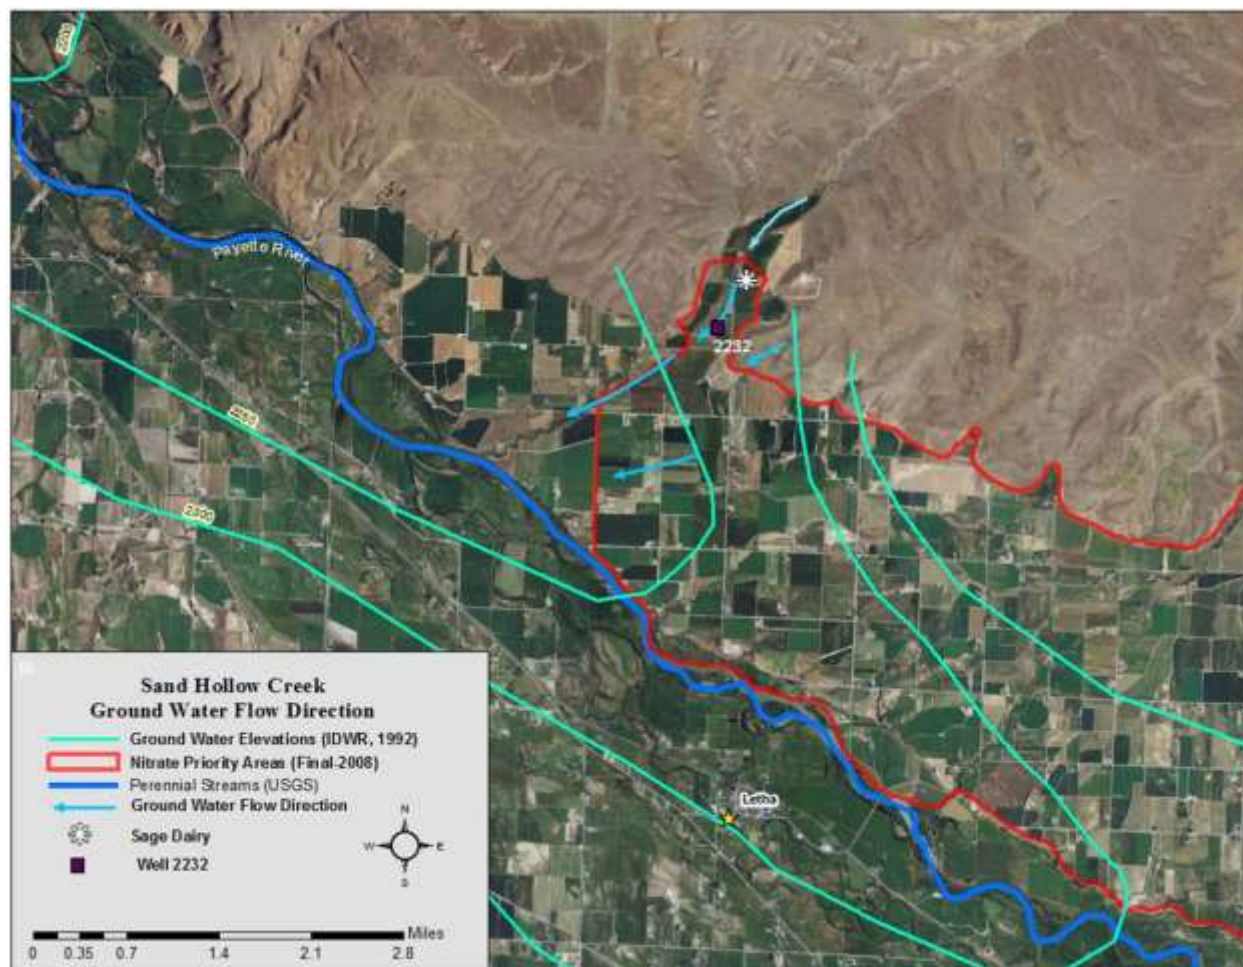 Payette River
2232
2300
Letha
Sand Hollow Creek
Ground Water Flow Direction
Ground Water Elevations (IDWR, 1992)
Nitrate Priority Areas (Final-2008)
Perennial Streams (USGS)
Ground Water Flow Direction
Sage Dairy
Well 2232
N
W
E
S
Miles
0 0.35 0.7 1.4 2.1 2.8